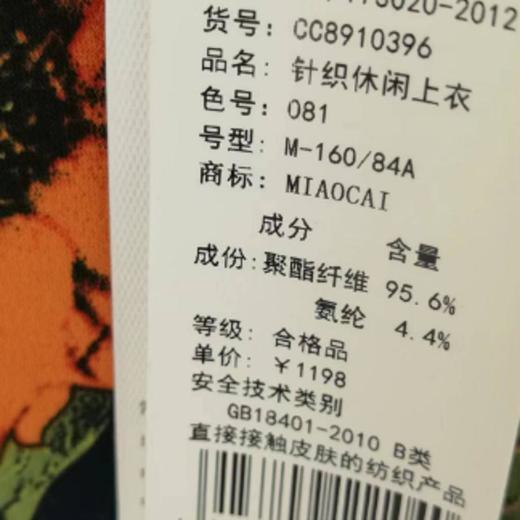 73020-2012
货号: CC8910396
品名: 针织休闲上衣
色号: 081
号型: M-160/84A
商标: MIAOCAI
成分 含量
成份: 聚酯纤维 95.6%
氨纶 4.4%
等级: 合格品
单价: ¥1198
安全技术类别
GB18401-2010 B类
直接接触皮肤的纺织产品